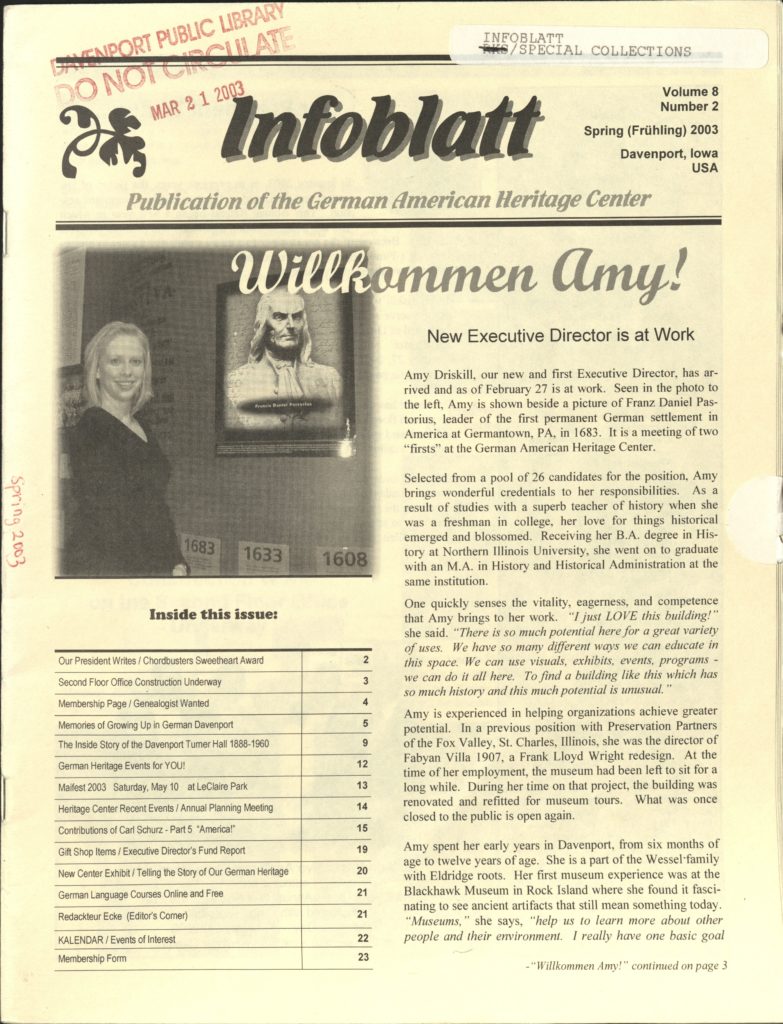 DAVENPORT PUBLIC LIBRARY
DO NOT CIRCULATE
MAR 21 2003
INFOBLATT
RKS/SPECIAL COLLECTIONS
Infoblatt
Volume 8
Number 2
Spring (Frühling) 2003
Davenport, Iowa
USA
Publication of the German American Heritage Center
Willkommen Amy!
Francis Daniel Pastorius
1683
1633
1608
spring 2003
Inside this issue:
Our President Writes / Chordbusters Sweetheart Award 2
Second Floor Office Construction Underway 3
Membership Page / Genealogist Wanted 4
Memories of Growing Up in German Davenport 5
The Inside Story of the Davenport Turner Hall 1888-1960 9
German Heritage Events for YOU! 12
Maifest 2003 Saturday, May 10 at LeClaire Park 13
Heritage Center Recent Events / Annual Planning Meeting 14
Contributions of Carl Schurz - Part 5 "America!" 15
Gift Shop Items / Executive Director's Fund Report 19
New Center Exhibit / Telling the Story of Our German Heritage 20
German Language Courses Online and Free 21
Redackteur Ecke (Editor's Corner) 21
KALENDAR / Events of Interest 22
Membership Form 23
New Executive Director is at Work
Amy Driskill, our new and first Executive Director, has ar-
rived and as of February 27 is at work. Seen in the photo to
the left, Amy is shown beside a picture of Franz Daniel Pas-
torius, leader of the first permanent German settlement in
America at Germantown, PA, in 1683. It is a meeting of two
"firsts" at the German American Heritage Center.
Selected from a pool of 26 candidates for the position, Amy
brings wonderful credentials to her responsibilities. As a
result of studies with a superb teacher of history when she
was a freshman in college, her love for things historical
emerged and blossomed. Receiving her B.A. degree in His-
tory at Northern Illinois University, she went on to graduate
with an M.A. in History and Historical Administration at the
same institution.
One quickly senses the vitality, eagerness, and competence
that Amy brings to her work. "I just LOVE this building!"
she said. "There is so much potential here for a great variety
of uses. We have so many different ways we can educate in
this space. We can use visuals, exhibits, events, programs -
we can do it all here. To find a building like this which has
so much history and this much potential is unusual."
Amy is experienced in helping organizations achieve greater
potential. In a previous position with Preservation Partners
of the Fox Valley, St. Charles, Illinois, she was the director of
Fabyan Villa 1907, a Frank Lloyd Wright redesign. At the
time of her employment, the museum had been left to sit for a
long while. During her time on that project, the building was
renovated and refitted for museum tours. What was once
closed to the public is open again.
Amy spent her early years in Davenport, from six months of
age to twelve years of age. She is a part of the Wessel family
with Eldridge roots. Her first museum experience was at the
Blackhawk Museum in Rock Island where she found it fasci-
nating to see ancient artifacts that still mean something today.
"Museums," she says, "help us to learn more about other
people and their environment. I really have one basic goal
-"Willkommen Amy!" continued on page 3